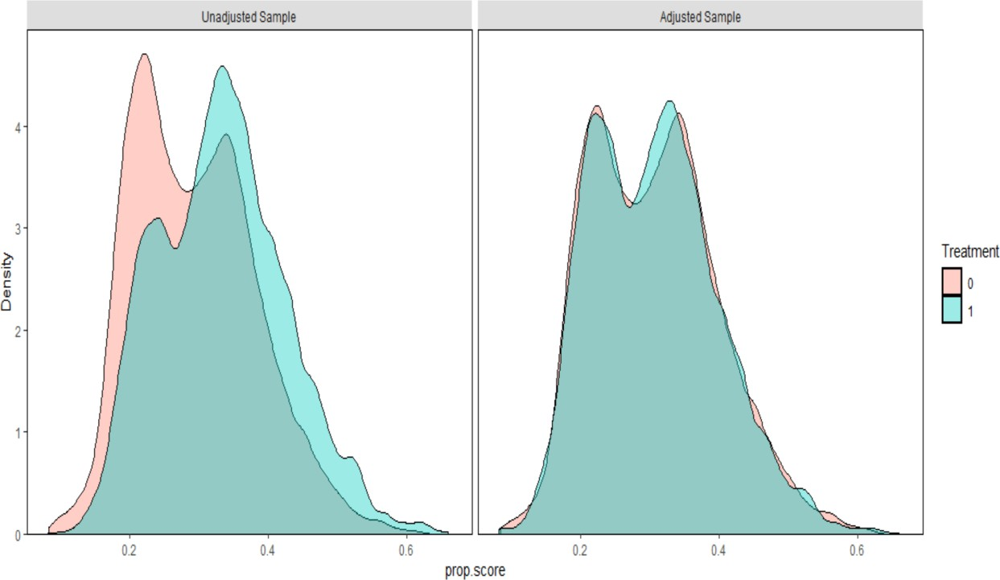 Unadjusted Sample
Adjusted Sample
Density
4
3
2
1
0
0.2
0.4
0.6
0.2
0.4
0.6
prop.score
Treatment
0
1